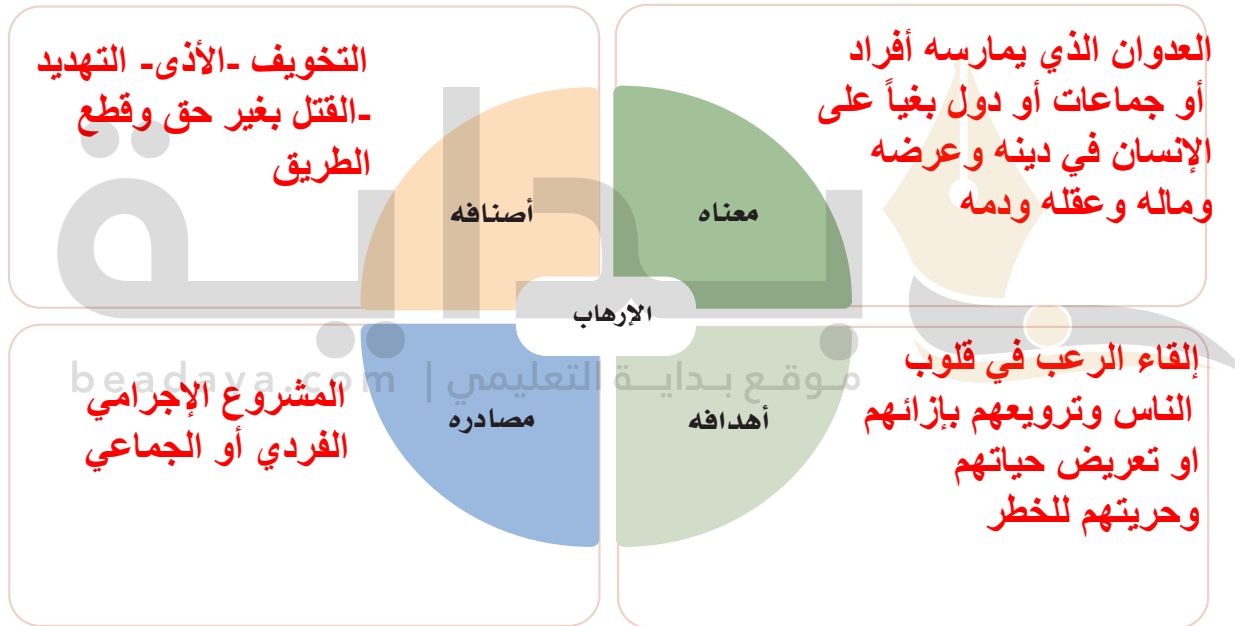 العدوان الذي يمارسه أفراد
أو جماعات أو دول بغياً على
الإنسان في دينه وعرضه
وماله وعقله ودمه
معناه
التخويف -الأذى- التهديد
-القتل بغير حق وقطع
الطريق
أصنافه
الإرهاب
إلقاء الرعب في قلوب
الناس وترويعهم بإزائهم
او تعريض حياتهم
وحريتهم للخطر
أهدافه
المشروع الإجرامي
الفردي أو الجماعي
مصادره
بداية
موقع بداية التعليمي | beadaya.com